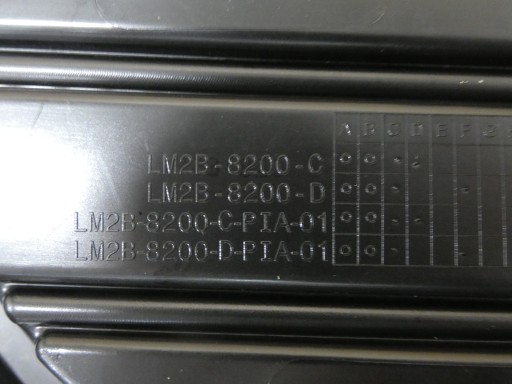 A B C D E F G
LM2B-8200-C
LM2B-8200-D
LM2B-8200-C-PIA-01
LM2B-8200-D-PIA-01